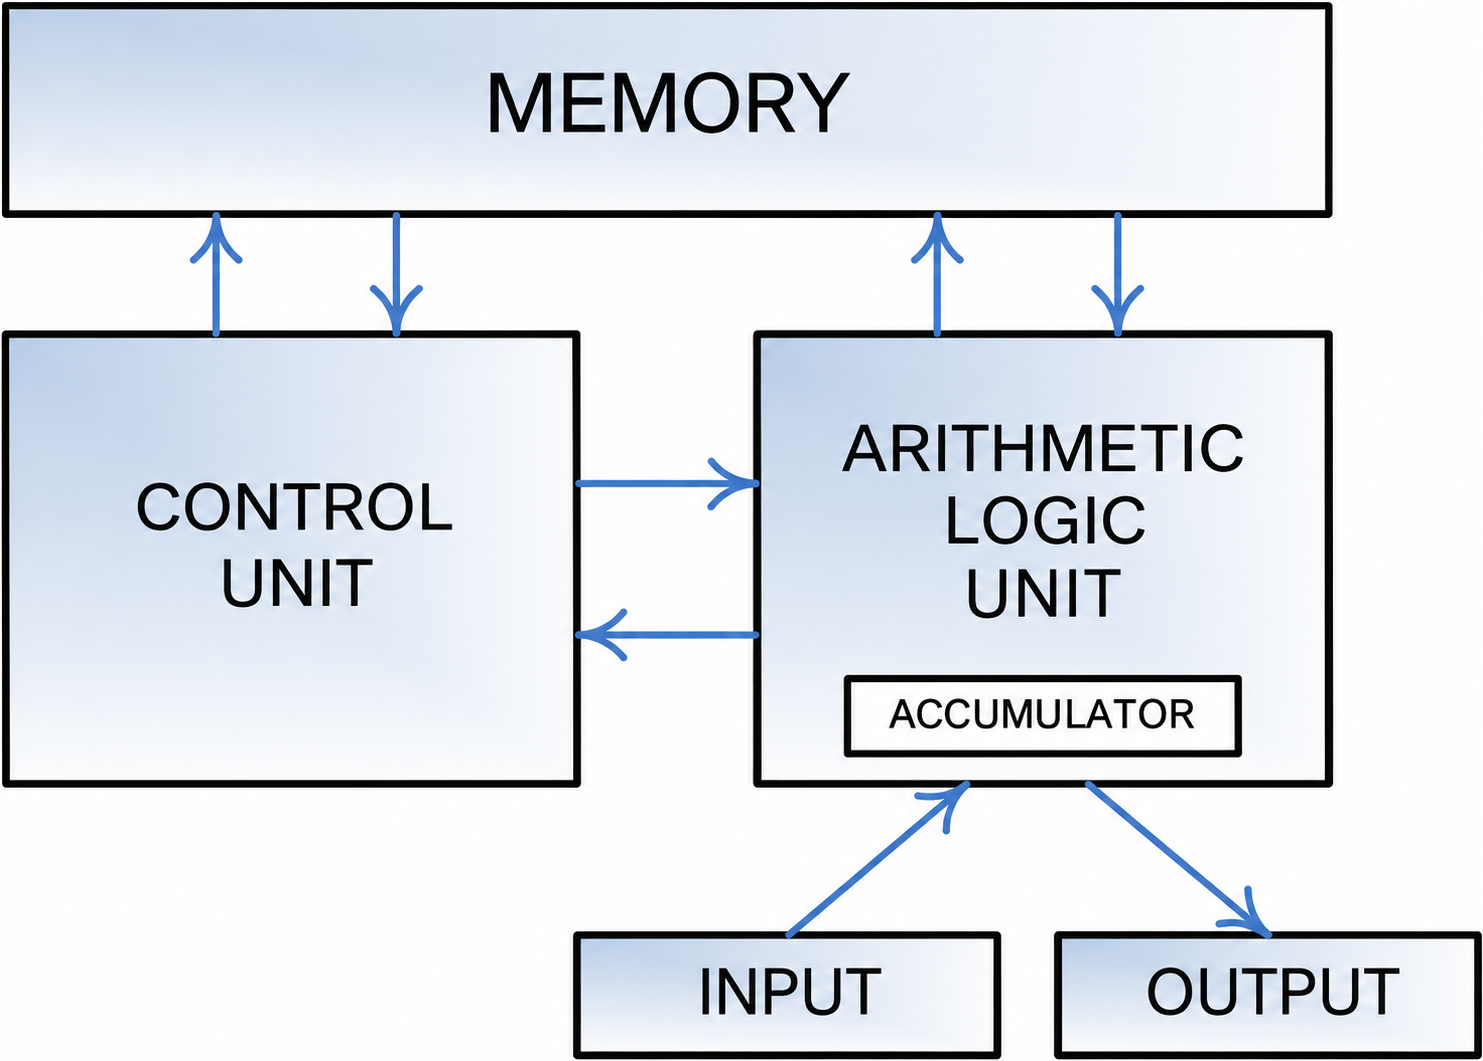 MEMORY
CONTROL
UNIT
ARITHMETIC
LOGIC
UNIT
ACCUMULATOR
INPUT
OUTPUT